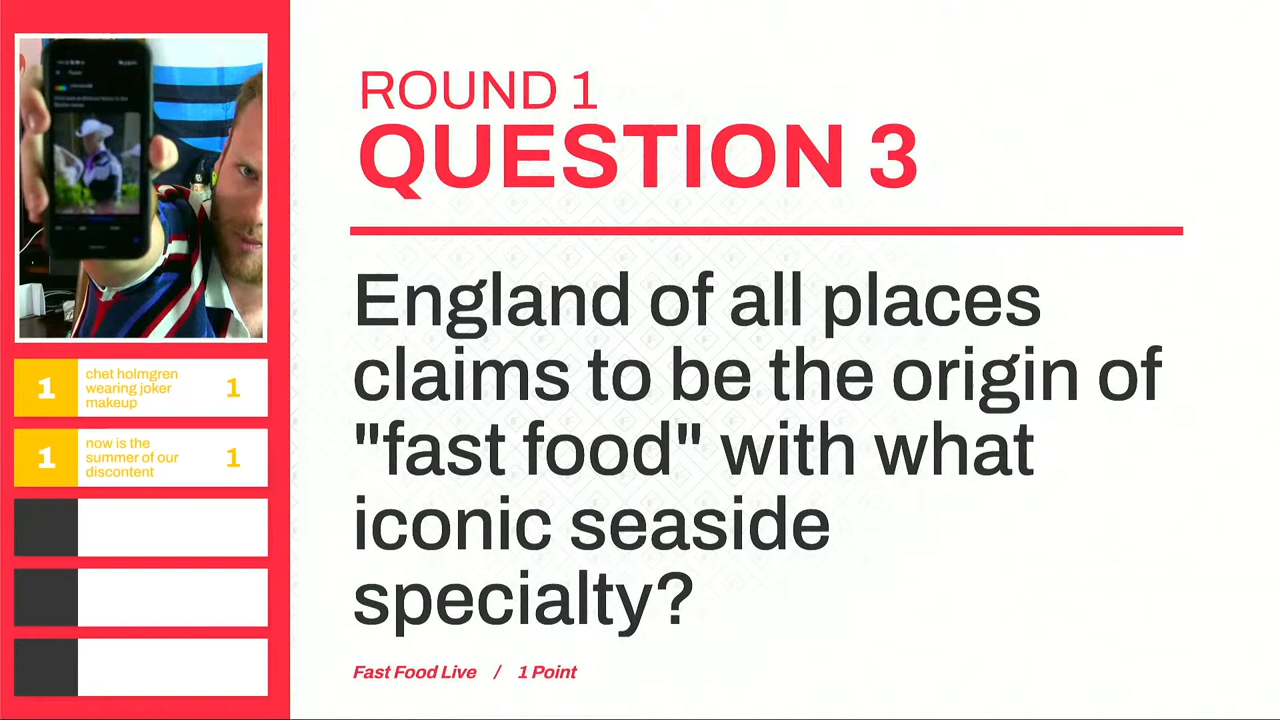 ROUND 1
QUESTION 3
England of all places
claims to be the origin of
"fast food" with what
iconic seaside
specialty?
Fast Food Live / 1 Point
1 chet holmgren 1
wearing joker
makeup
1 now is the 1
summer of our
discontent